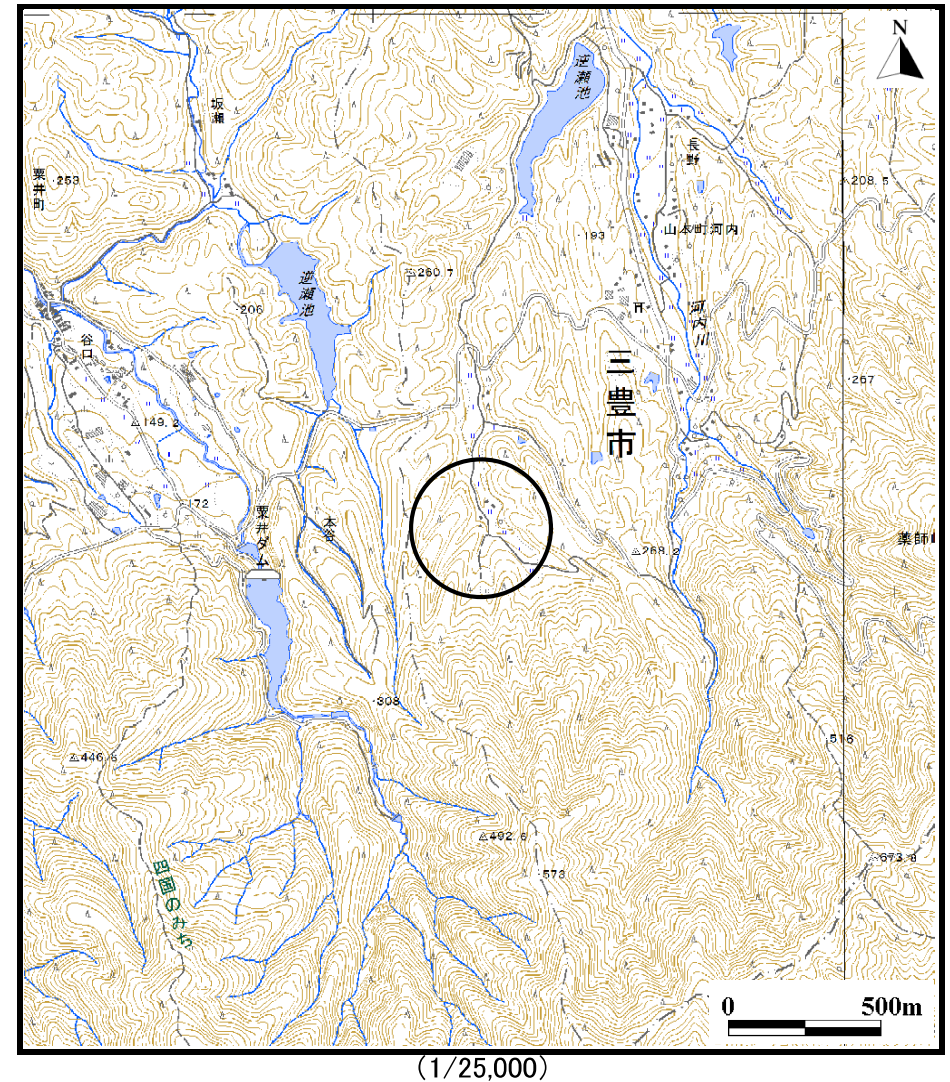 N
逆瀬池
坂瀬
長野
粟井町
253
208.5
山本町河内
193
260.7
逆瀬池
206
河内川
谷口
三豊市
267
149.2
172
粟井ダム
本谷
268.2
薬師
308
516
446.6
492.6
573
673.8
四国のみち
0 500m
(1/25,000)